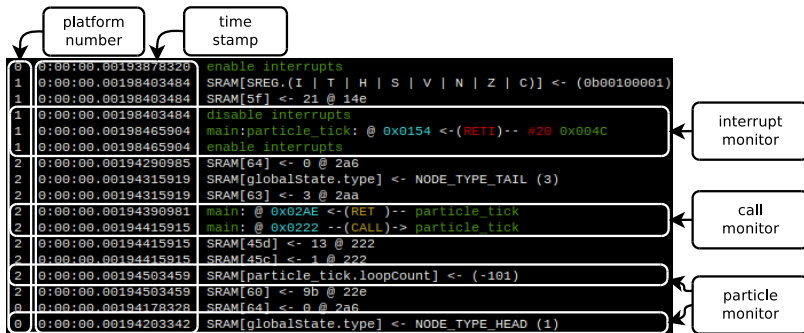 platform
number
time
stamp
0 0:00:00.00193878320 enable interrupts
1 0:00:00.00198403484 SRAM[SREG.(I | T | H | S | V | N | Z | C)] <- (0b00100001)
1 0:00:00.00198403484 SRAM[5f] <- 21 @ 14e
1 0:00:00.00198403484 disable interrupts
1 0:00:00.00198465904 main:particle_tick: @ 0x0154 <-(RETI)-- #20 0x004C
1 0:00:00.00198465904 enable interrupts
2 0:00:00.00194290985 SRAM[64] <- 0 @ 2a6
2 0:00:00.00194315919 SRAM[globalState.type] <- NODE_TYPE_TAIL (3)
2 0:00:00.00194315919 SRAM[63] <- 3 @ 2aa
2 0:00:00.00194390981 main: @ 0x02AE <-(RET )-- particle_tick
2 0:00:00.00194415915 main: @ 0x0222 --(CALL)-> particle_tick
2 0:00:00.00194415915 SRAM[45d] <- 13 @ 222
2 0:00:00.00194415915 SRAM[45c] <- 1 @ 222
2 0:00:00.00194503459 SRAM[particle_tick.loopCount] <- (-101)
2 0:00:00.00194503459 SRAM[60] <- 9b @ 22e
0 0:00:00.00194178328 SRAM[64] <- 0 @ 2a6
0 0:00:00.00194203342 SRAM[globalState.type] <- NODE_TYPE_HEAD (1)
interrupt
monitor
call
monitor
particle
monitor